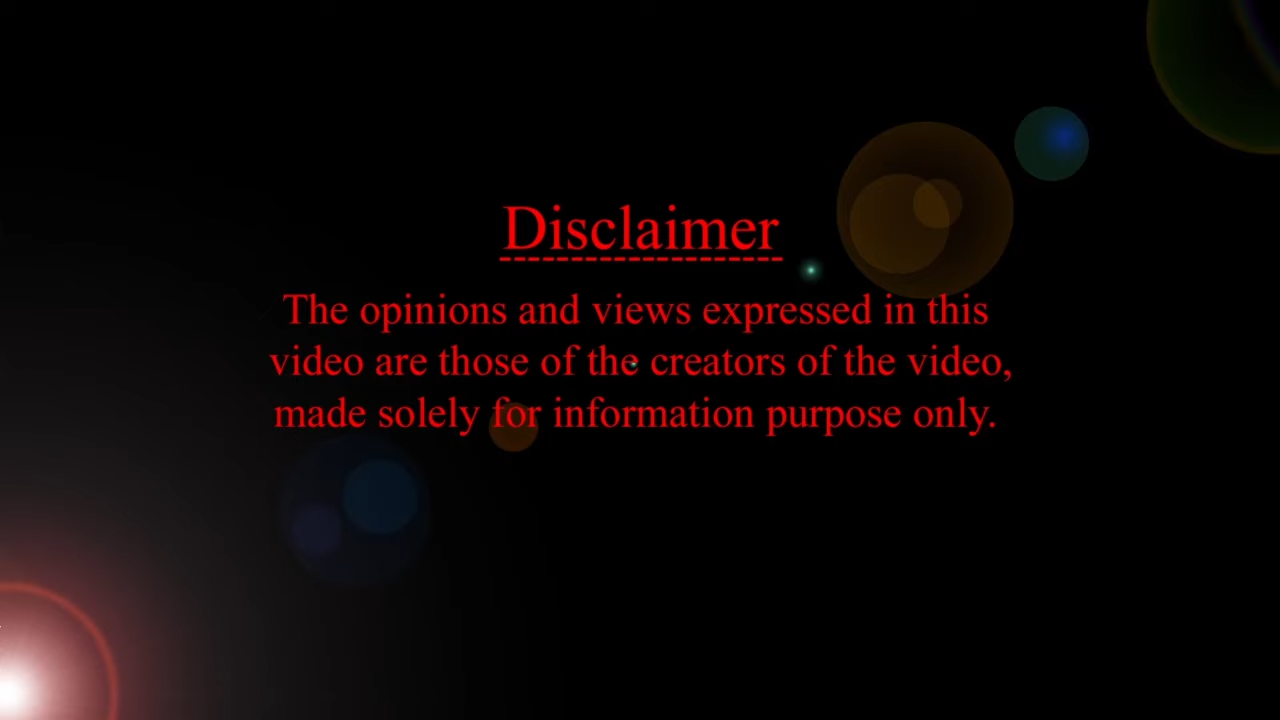 Disclaimer
The opinions and views expressed in this
video are those of the creators of the video,
made solely for information purpose only.